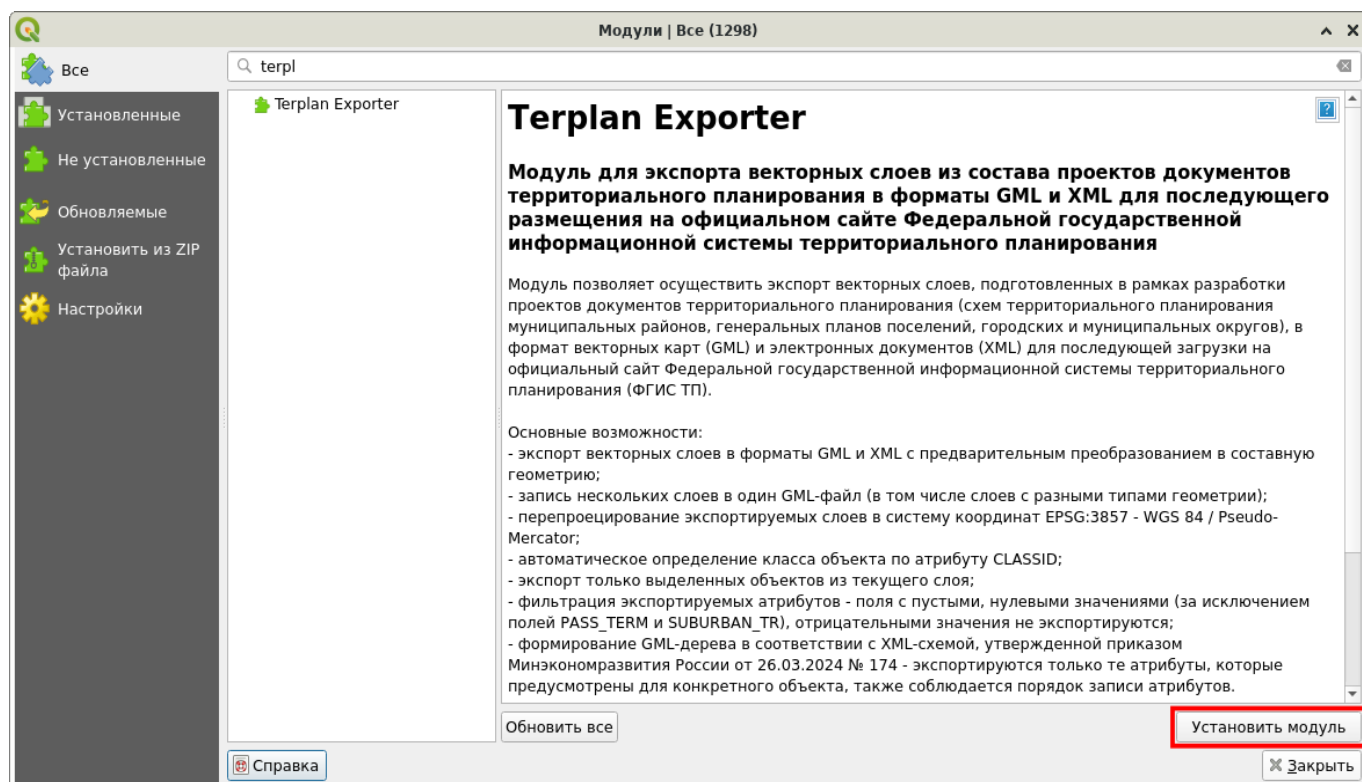 Модули | Все (1298)
Все
terpl
Установленные
Не установленные
Обновляемые
Установить из ZIP
файла
Настройки
Terplan Exporter
Terplan Exporter
Модуль для экспорта векторных слоев из состава проектов документов
территориального планирования в форматы GML и XML для последующего
размещения на официальном сайте Федеральной государственной
информационной системы территориального планирования
Модуль позволяет осуществить экспорт векторных слоев, подготовленных в рамках разработки
проектов документов территориального планирования (схем территориального планирования
муниципальных районов, генеральных планов поселений, городских и муниципальных округов), в
формат векторных карт (GML) и электронных документов (XML) для последующей загрузки на
официальный сайт Федеральной государственной информационной системы территориального
планирования (ФГИС ТП).
Основные возможности:
- экспорт векторных слоев в форматы GML и XML с предварительным преобразованием в составную
геометрию;
- запись нескольких слоев в один GML-файл (в том числе слоев с разными типами геометрии);
- перепроецирование экспортируемых слоев в систему координат EPSG:3857 - WGS 84 / Pseudo-
Mercator;
- автоматическое определение класса объекта по атрибуту CLASSID;
- экспорт только выделенных объектов из текущего слоя;
- фильтрация экспортируемых атрибутов - поля с пустыми, нулевыми значениями (за исключением
полей PASS_TERM и SUBURBAN_TR), отрицательными значения не экспортируются;
- формирование GML-дерева в соответствии с XML-схемой, утвержденной приказом
Минэкономразвития России от 26.03.2024 № 174 - экспортируются только те атрибуты, которые
предусмотрены для конкретного объекта, также соблюдается порядок записи атрибутов.
Обновить все
Установить модуль
Справка
Закрыть